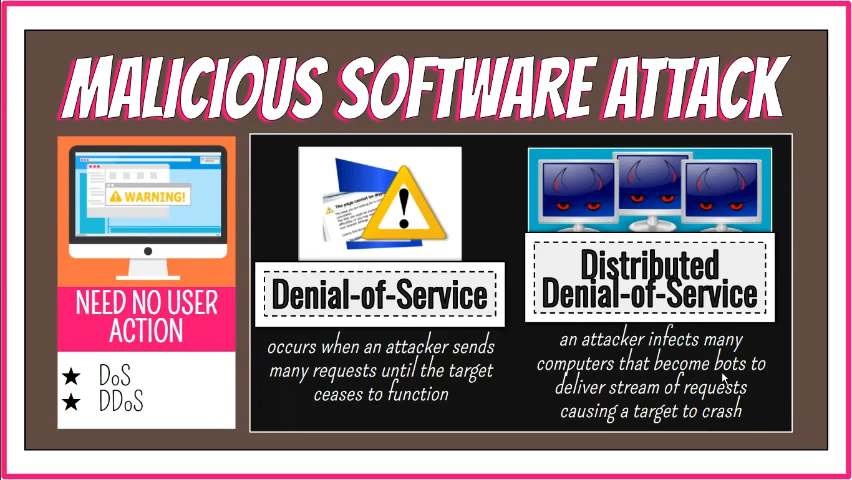 MALICIOUS SOFTWARE ATTACK
WARNING!
NEED NO USER
ACTION
★ DoS
★ DDoS
Denial-of-Service
occurs when an attacker sends
many requests until the target
ceases to function
Distributed
Denial-of-Service
an attacker infects many
computers that become bots to
deliver stream of requests
causing a target to crash